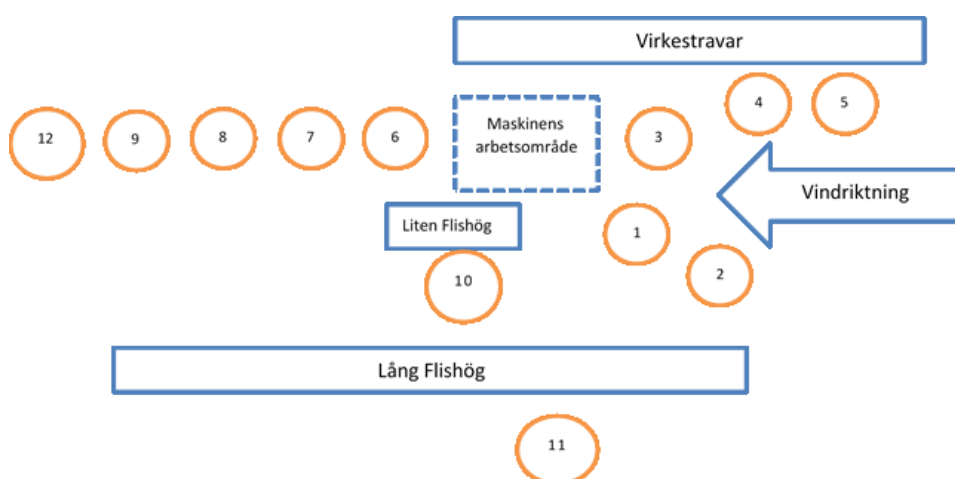 Virkestravar
4
5
12
9
8
7
6
Maskinens
arbetsområde
3
Vindriktning
Liten Flishög
1
2
10
Lång Flishög
11